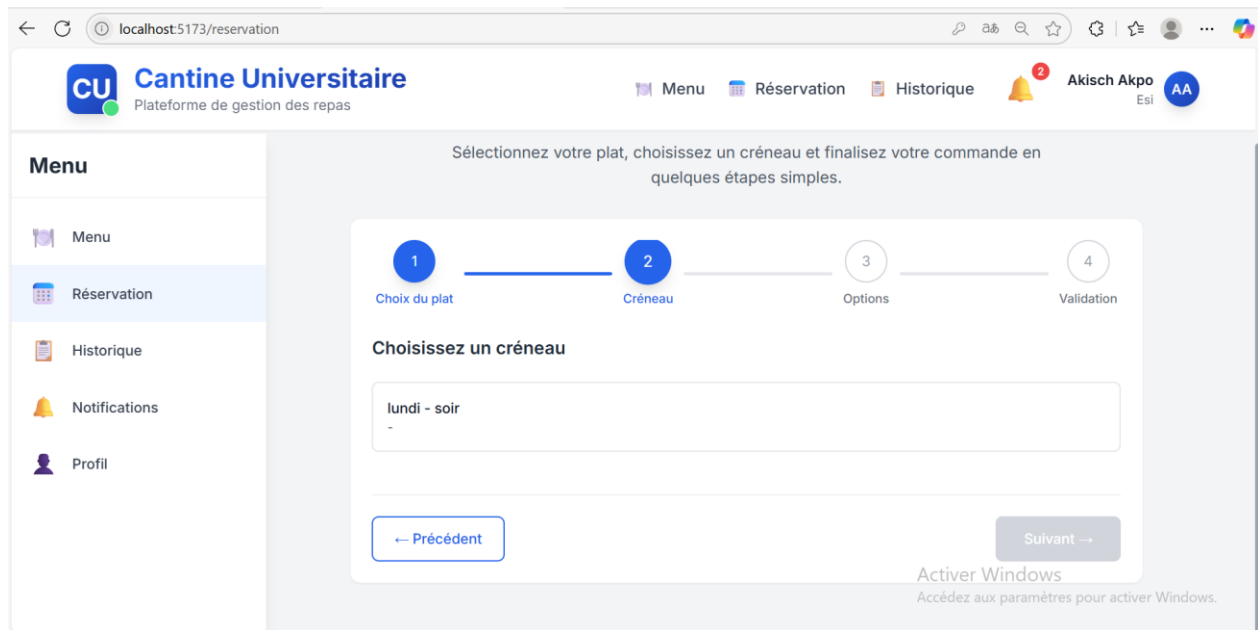 localhost:5173/reservation
CU
Cantine Universitaire
Plateforme de gestion des repas
Menu
Réservation
Historique
2
Akisch Akpo
Esi
AA
Menu
Menu
Réservation
Historique
Notifications
Profil
Sélectionnez votre plat, choisissez un créneau et finalisez votre commande en
quelques étapes simples.
1
2
3
4
Choix du plat
Créneau
Options
Validation
Choisissez un créneau
lundi - soir
-
← Précédent
Suivant →
Activer Windows
Accédez aux paramètres pour activer Windows.